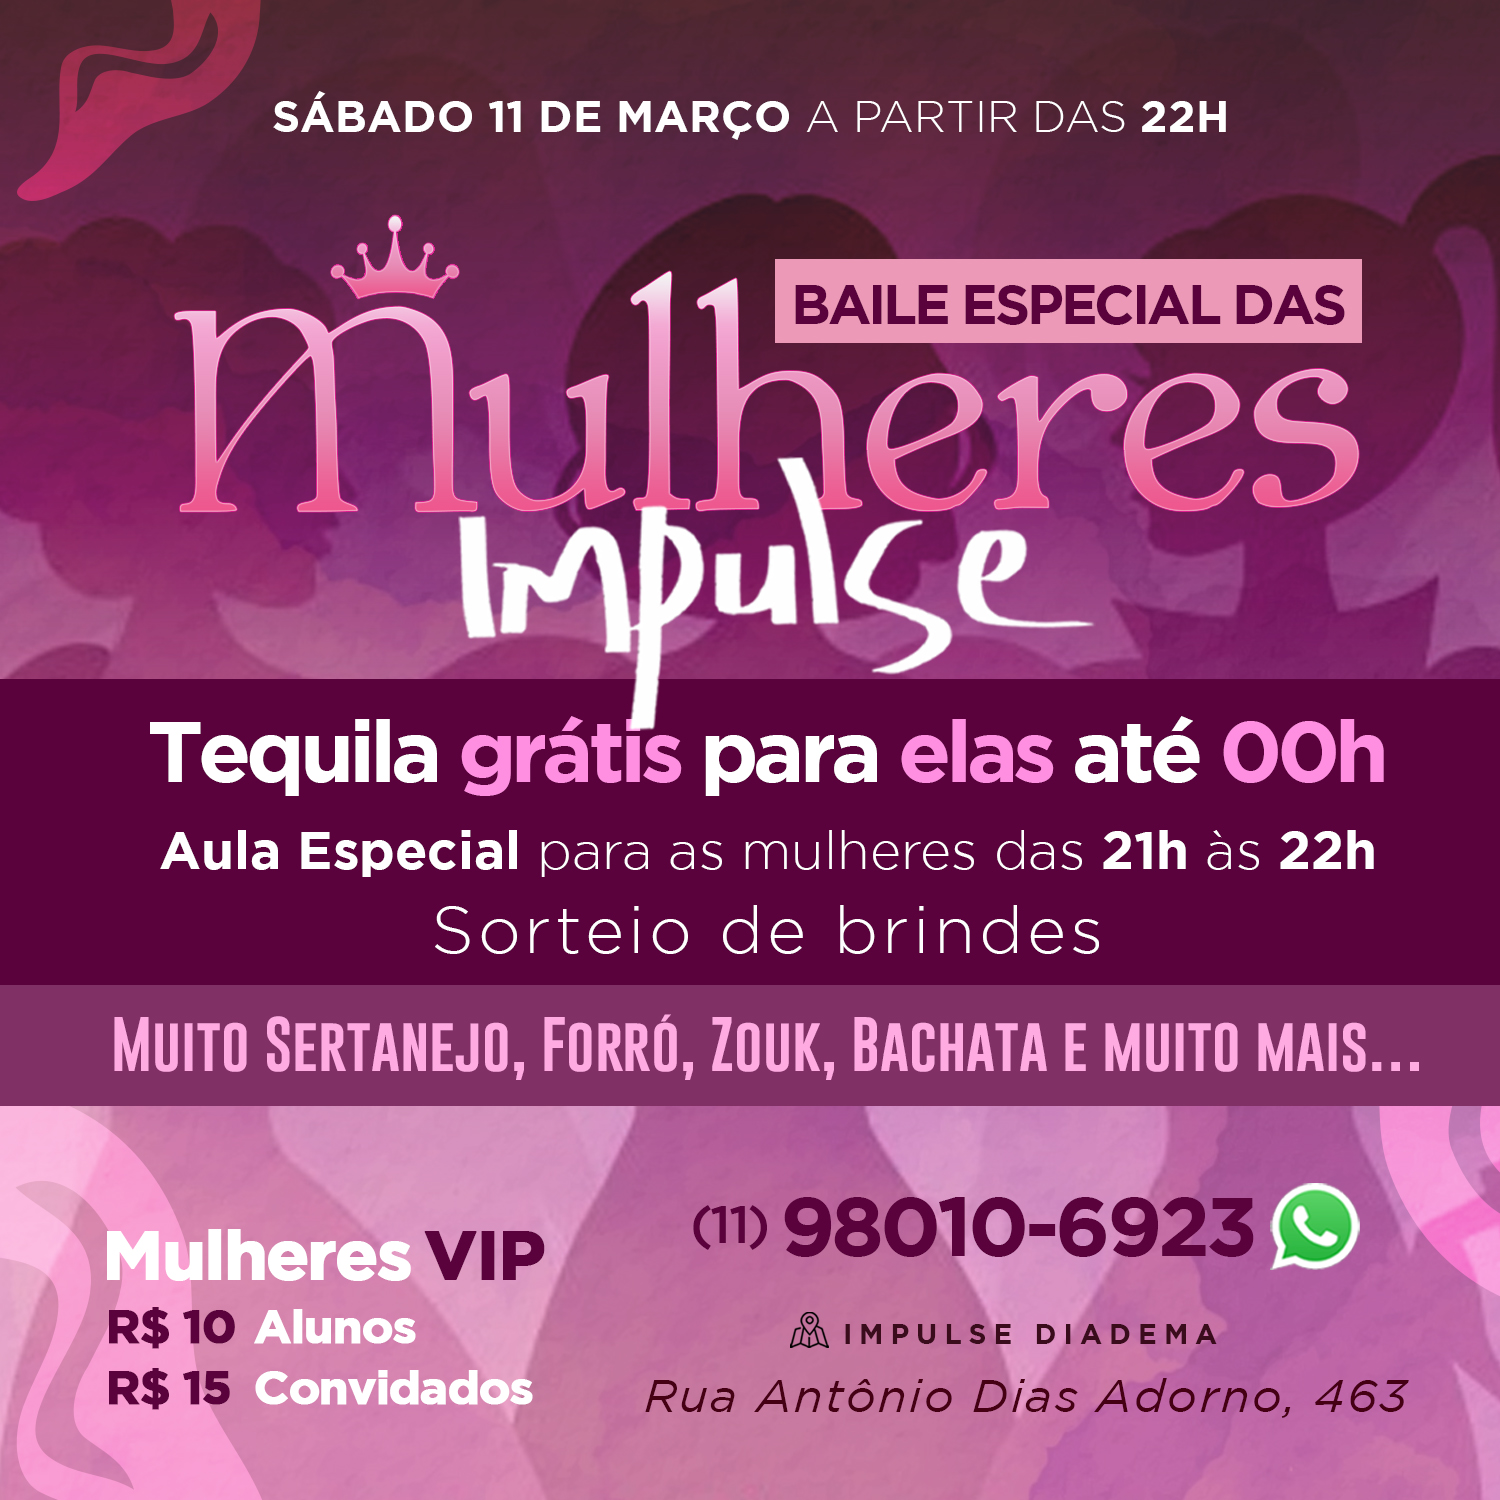 SÁBADO 11 DE MARÇO A PARTIR DAS 22H
BAILE ESPECIAL DAS
Mulheres
Impulse
Tequila grátis para elas até 00h
Aula Especial para as mulheres das 21h às 22h
Sorteio de brindes
MUITO SERTANEJO, FORRÓ, ZOUK, BACHATA E MUITO MAIS...
Mulheres VIP
R$ 10 Alunos
R$ 15 Convidados
(11) 98010-6923
IMPULSE DIADEMA
Rua Antônio Dias Adorno, 463